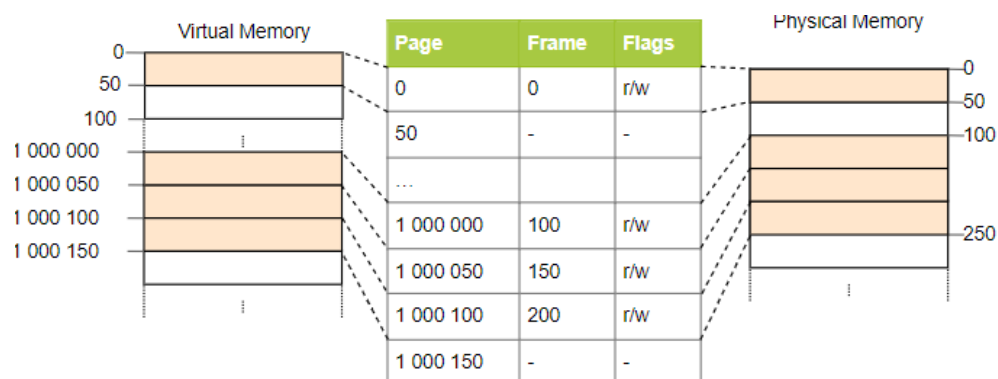 Virtual Memory
0
50
100
1 000 000
1 000 050
1 000 100
1 000 150
Page Frame Flags
0 0 r/w
50 - -
...
1 000 000 100 r/w
1 000 050 150 r/w
1 000 100 200 r/w
1 000 150 - -
Physical Memory
0
50
100
250